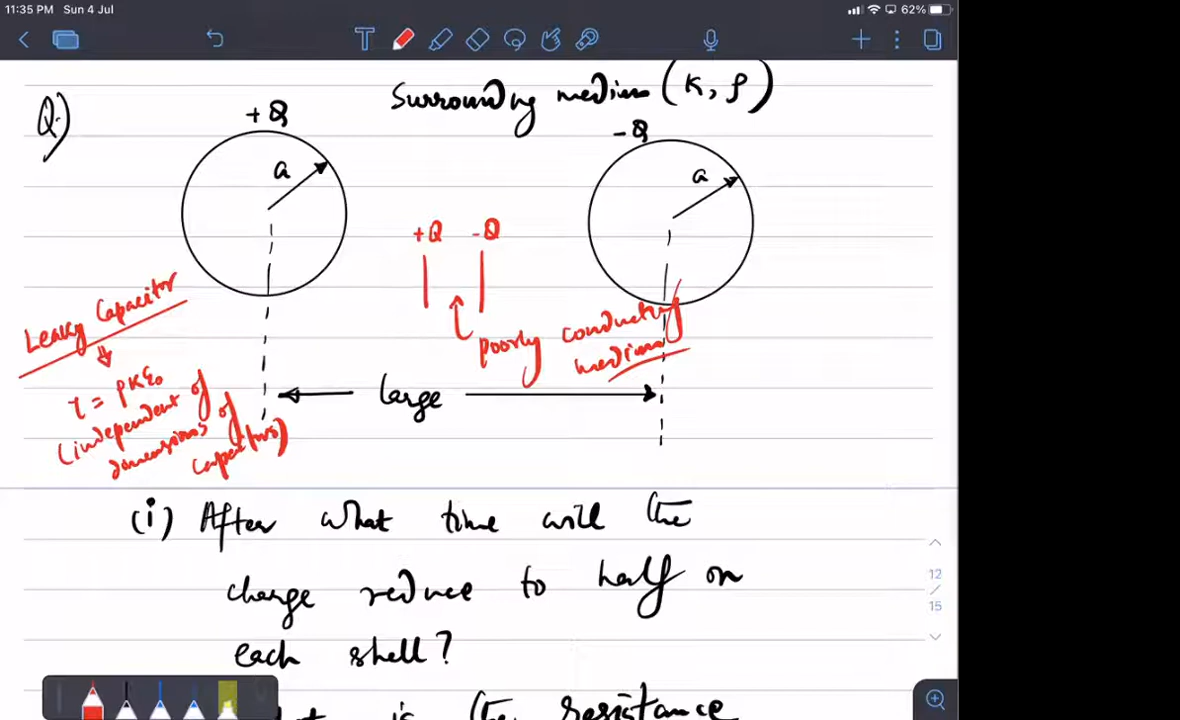 11:35 PM Sun 4 Jul
62%
T
Q.)
Surrounding medium (K, ρ)
+Q
-Q
a
a
+Q -Q
Leaky Capacitor
poorly conducting
medium
τ = ρKε₀
(independent of
dimensions of
capacitors)
large
(i) After what time will the
charge reduce to half on
each shell?
12
/
15
is the resistance